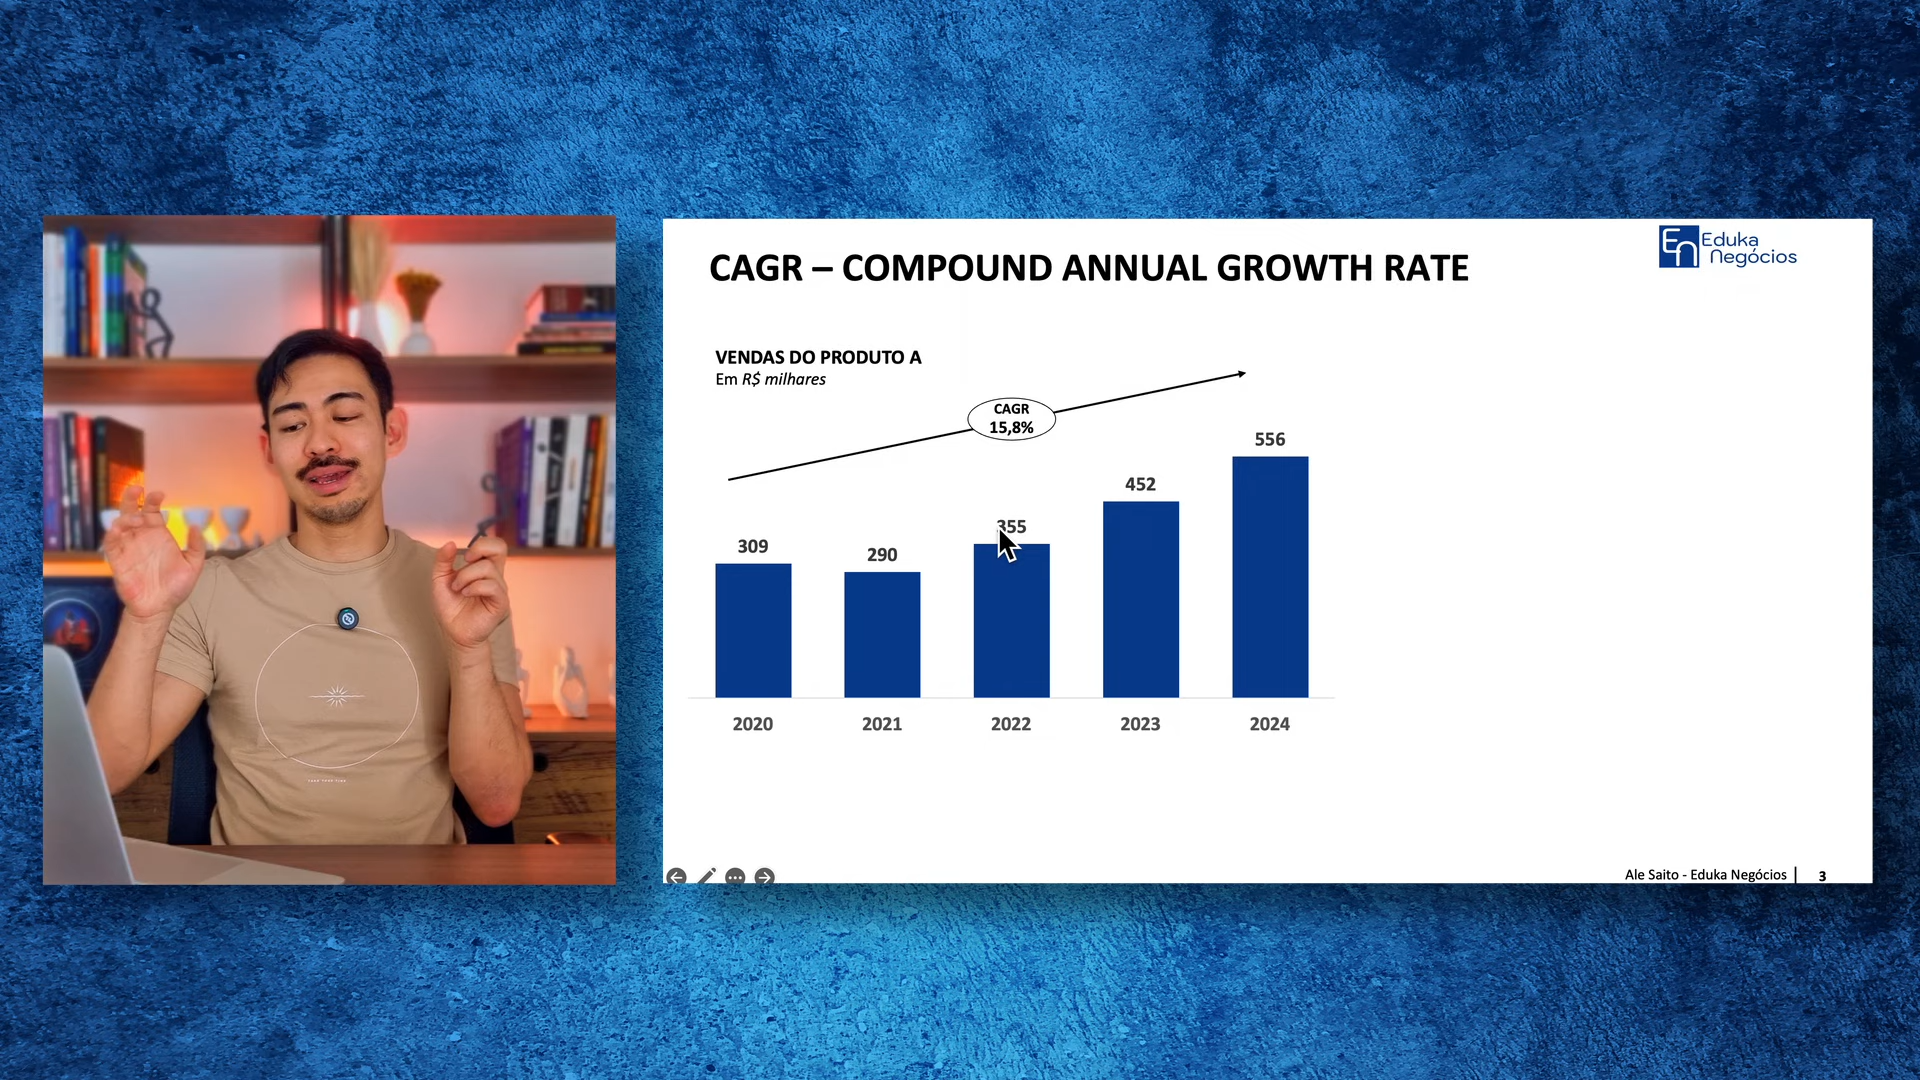 CAGR – COMPOUND ANNUAL GROWTH RATE
Eduka
Negócios
VENDAS DO PRODUTO A
Em R$ milhares
CAGR
15,8%
309
290
355
452
556
2020
2021
2022
2023
2024
Ale Saito - Eduka Negócios | 3